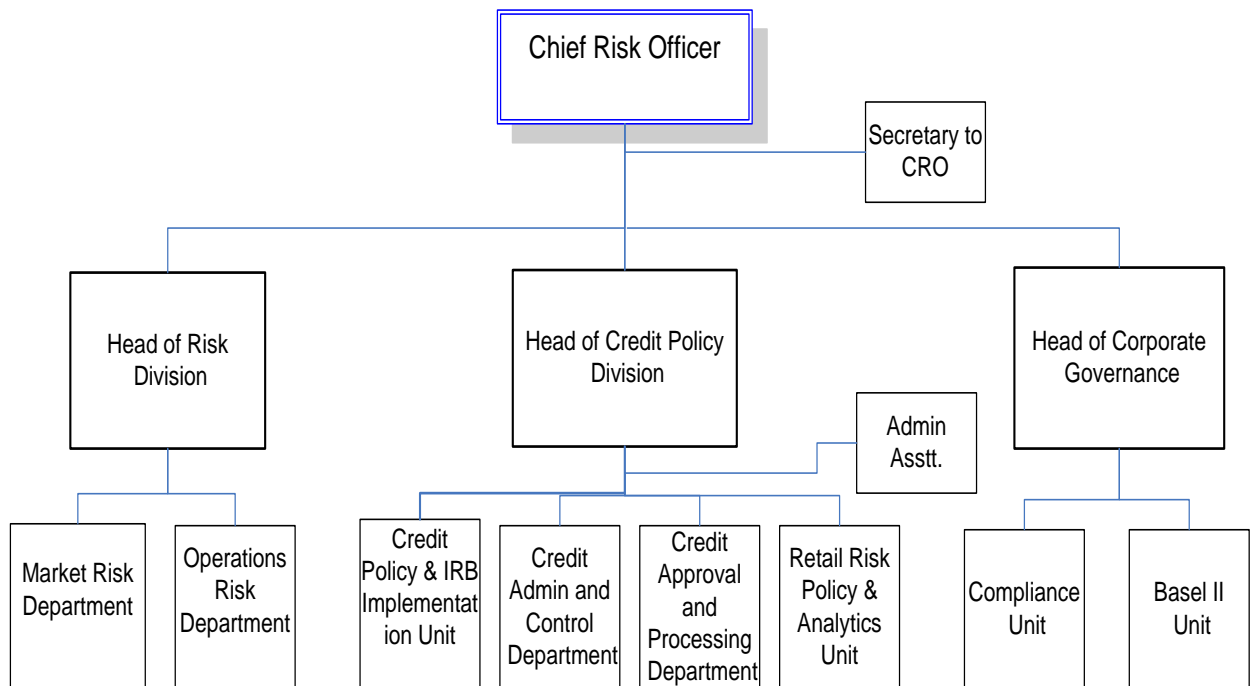 Chief Risk Officer
Secretary to
CRO
Head of Risk
Division
Head of Credit Policy
Division
Head of Corporate
Governance
Admin
Asstt.
Market Risk
Department
Operations
Risk
Department
Credit
Policy & IRB
Implementat
ion Unit
Credit
Admin and
Control
Department
Credit
Approval
and
Processing
Department
Retail Risk
Policy &
Analytics
Unit
Compliance
Unit
Basel II
Unit